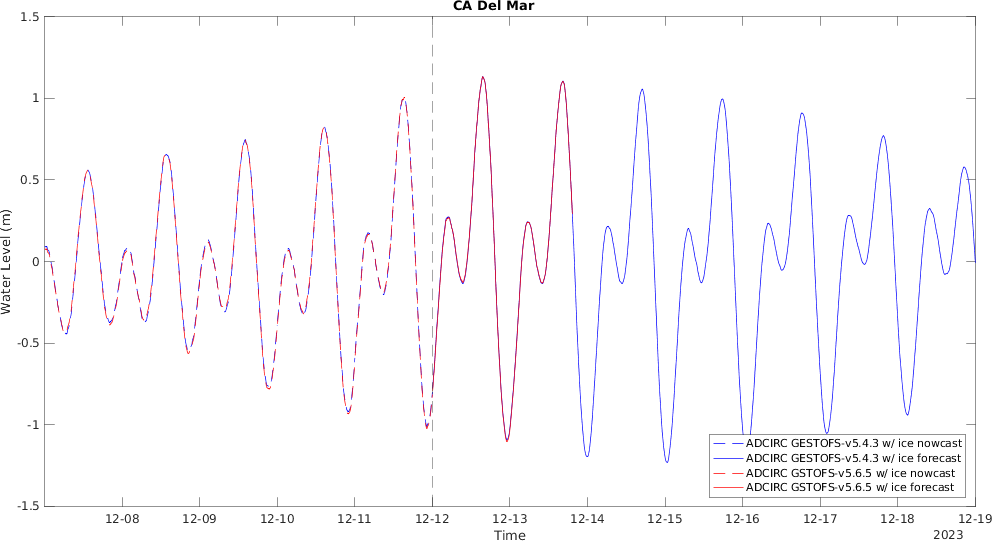 CA Del Mar
1.5
1
0.5
0
-0.5
-1
-1.5
Water Level (m)
12-08
12-09
12-10
12-11
12-12
12-13
12-14
12-15
12-16
12-17
12-18
12-19
Time
2023
ADCIRC GESTOFS-v5.4.3 w/ ice nowcast
ADCIRC GESTOFS-v5.4.3 w/ ice forecast
ADCIRC GSTOFS-v5.6.5 w/ ice nowcast
ADCIRC GSTOFS-v5.6.5 w/ ice forecast